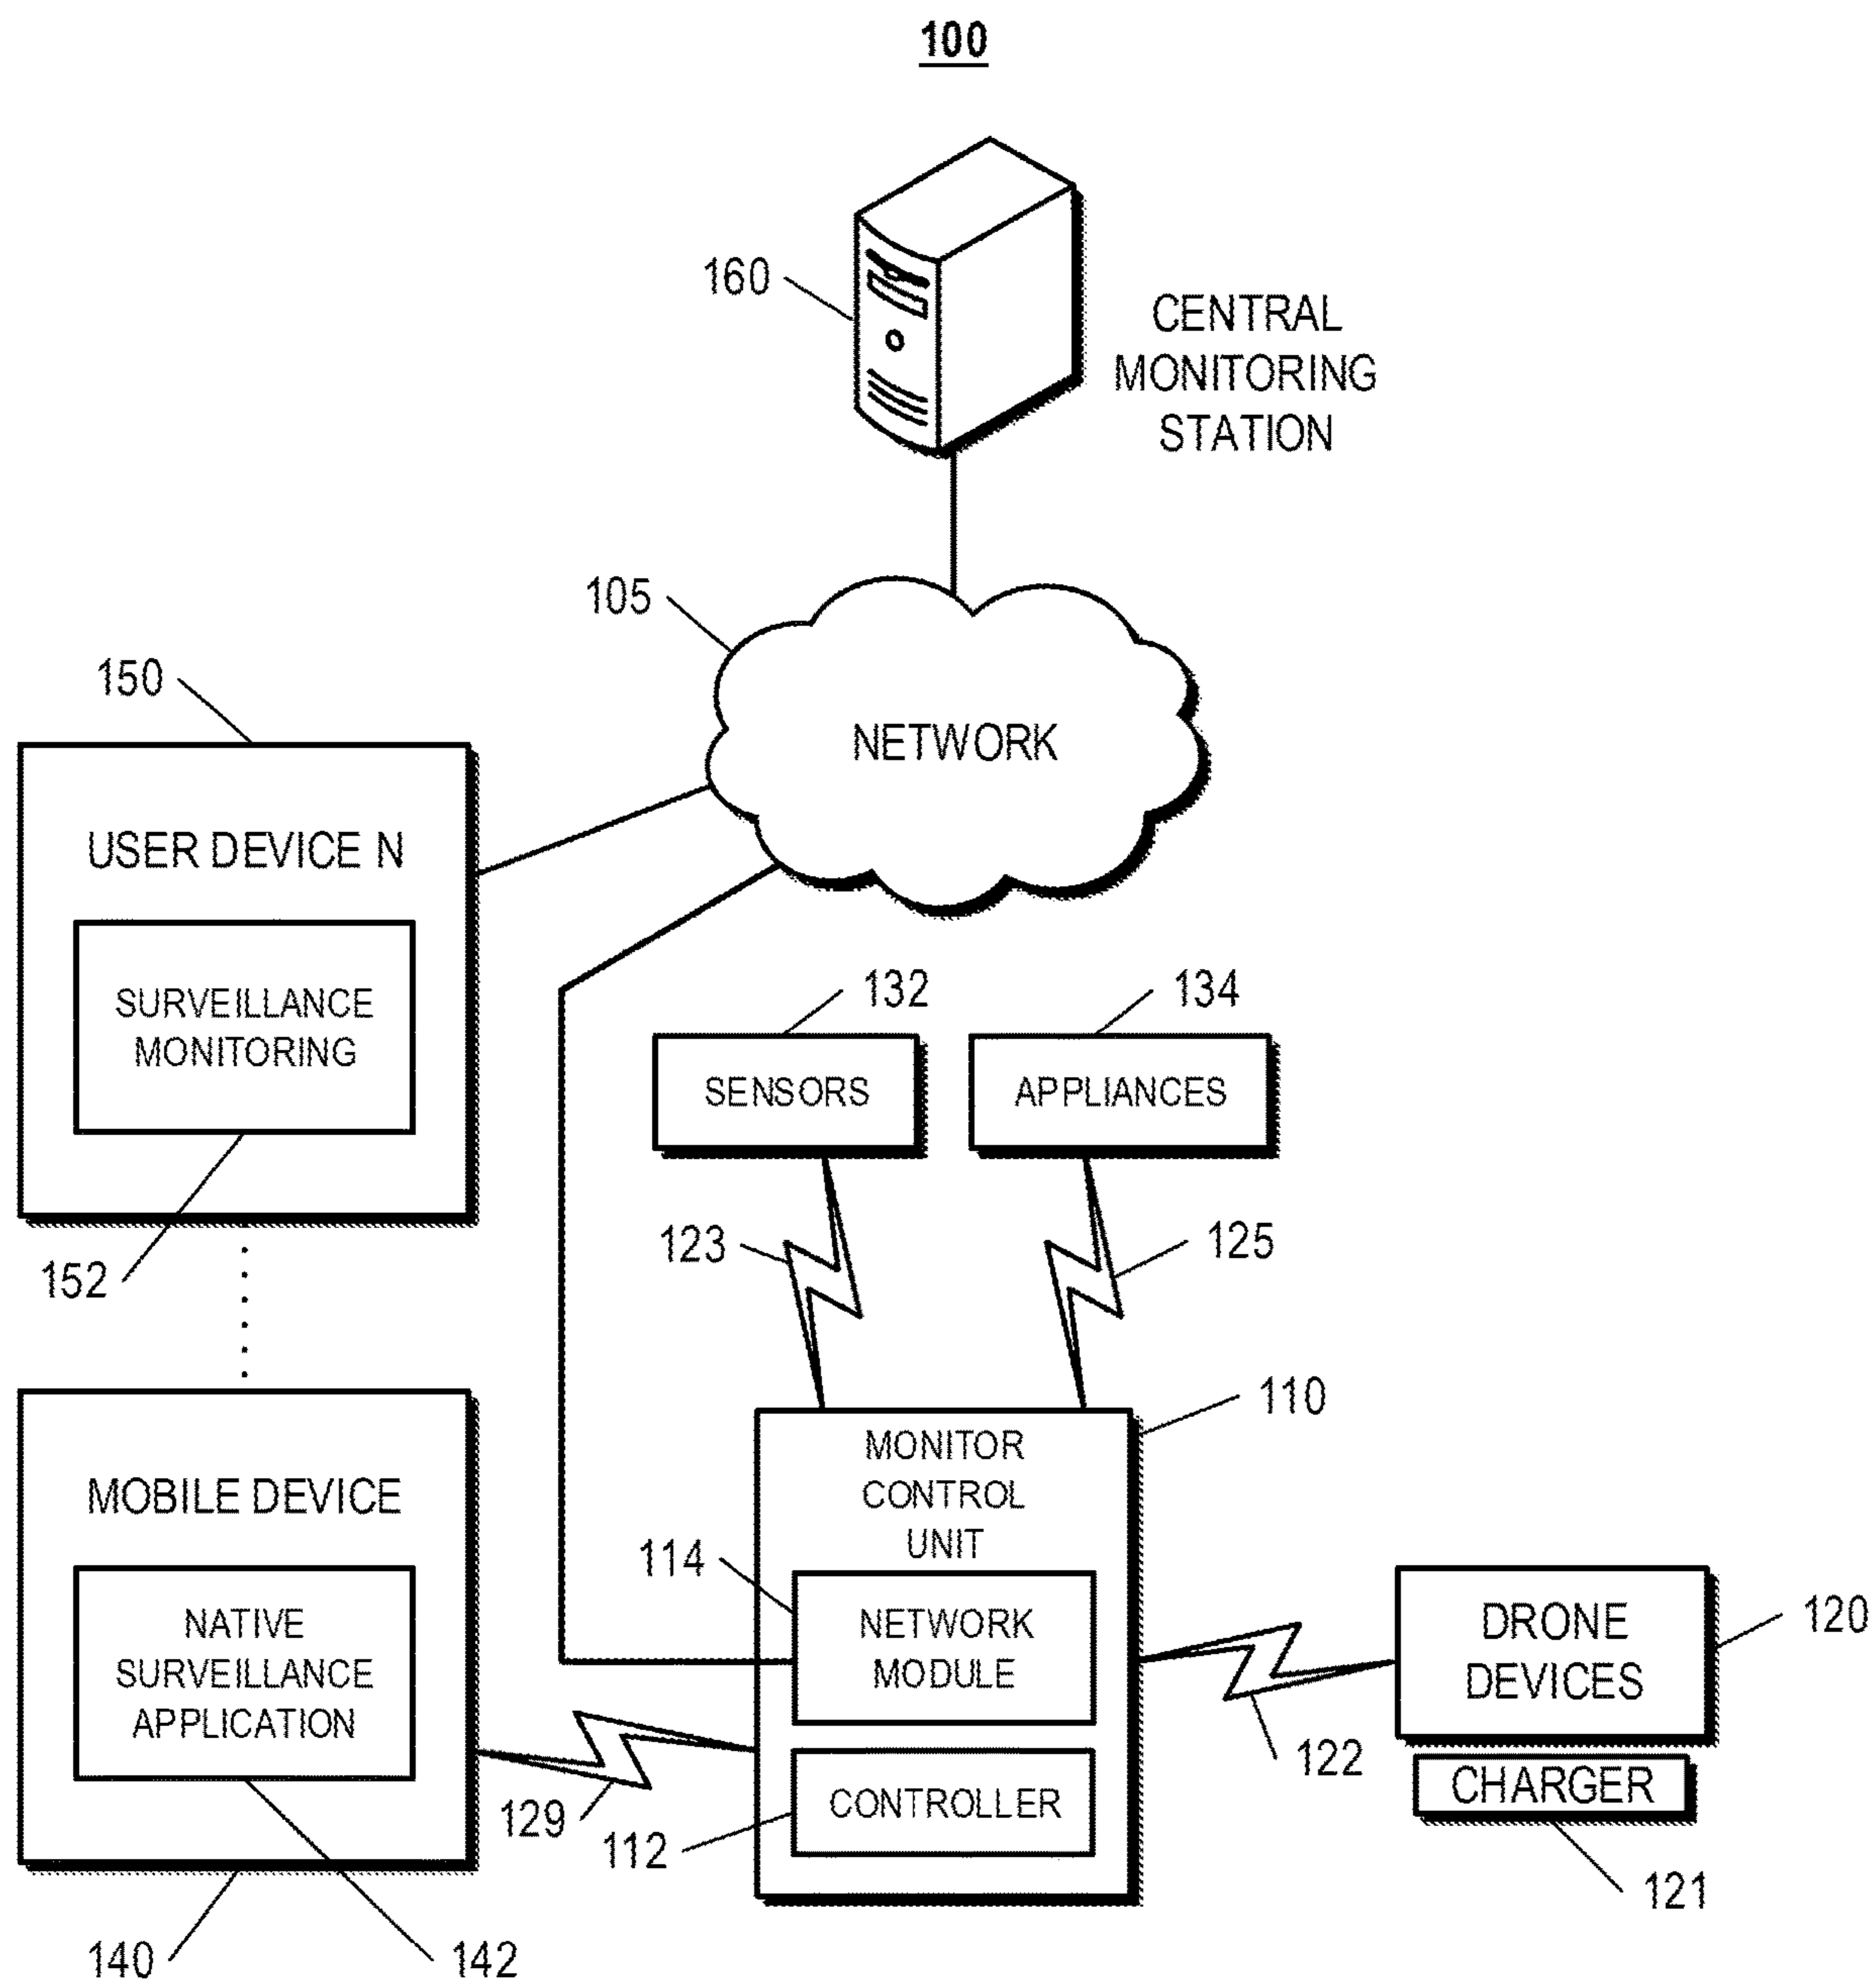 100
160
CENTRAL
MONITORING
STATION
105
NETWORK
150
USER DEVICE N
SURVEILLANCE
MONITORING
152
132
134
SENSORS
APPLIANCES
123
125
110
MONITOR
CONTROL
UNIT
114
NETWORK
MODULE
CONTROLLER
112
MOBILE DEVICE
NATIVE
SURVEILLANCE
APPLICATION
129
140
142
122
DRONE
DEVICES
120
CHARGER
121